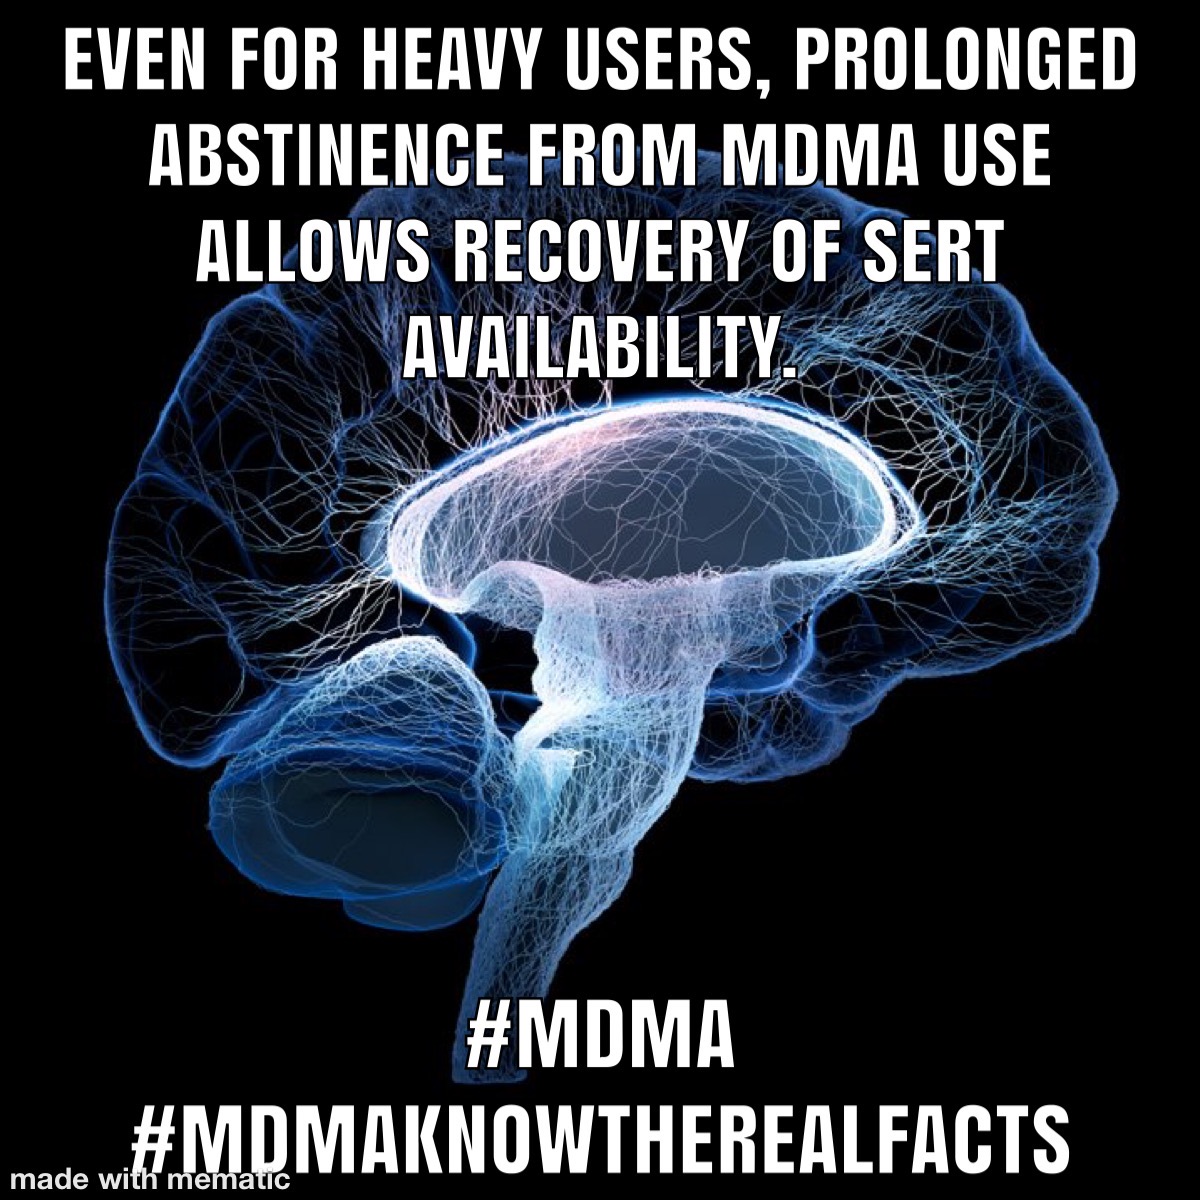 EVEN FOR HEAVY USERS, PROLONGED
ABSTINENCE FROM MDMA USE
ALLOWS RECOVERY OF SERT
AVAILABILITY.
#MDMA
#MDMAKNOWTHEREALFACTS
made with mematic